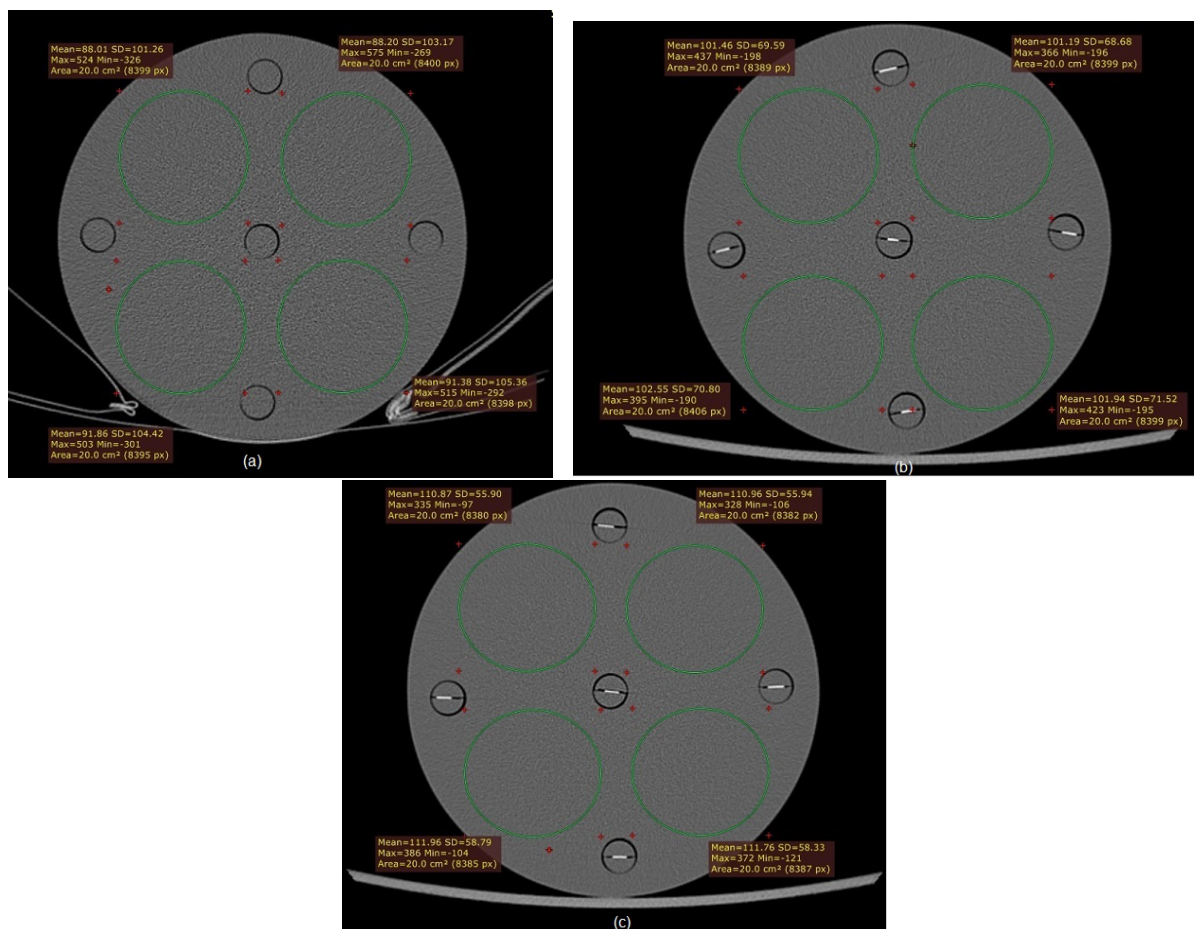 Mean=88.01 SD=101.26
Max=524 Min=-326
Area=20.0 cm² (8399 px)
Mean=88.20 SD=103.17
Max=575 Min=-269
Area=20.0 cm² (8400 px)
Mean=91.86 SD=104.42
Max=503 Min=-301
Area=20.0 cm² (8395 px)
Mean=91.38 SD=105.36
Max=515 Min=-292
Area=20.0 cm² (8398 px)
(a)
Mean=101.46 SD=69.59
Max=437 Min=-198
Area=20.0 cm² (8389 px)
Mean=101.19 SD=68.68
Max=366 Min=-196
Area=20.0 cm² (8399 px)
Mean=102.55 SD=70.80
Max=395 Min=-190
Area=20.0 cm² (8406 px)
Mean=101.94 SD=71.52
Max=423 Min=-195
Area=20.0 cm² (8399 px)
(b)
Mean=110.87 SD=55.90
Max=335 Min=-97
Area=20.0 cm² (8380 px)
Mean=110.96 SD=55.94
Max=328 Min=-106
Area=20.0 cm² (8382 px)
Mean=111.96 SD=58.79
Max=386 Min=-104
Area=20.0 cm² (8385 px)
Mean=111.76 SD=58.33
Max=372 Min=-121
Area=20.0 cm² (8387 px)
(c)